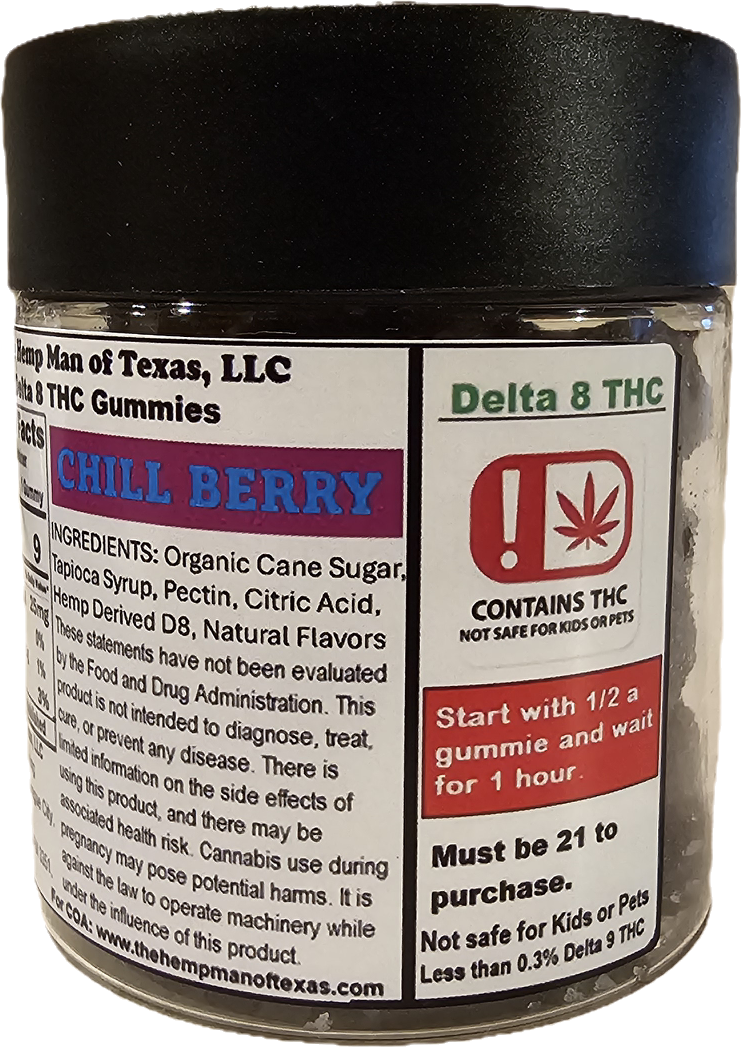 Hemp Man of Texas, LLC
Delta 8 THC Gummies
Facts
Gummy
9
25mg
0%
1%
3%
CHILL BERRY
INGREDIENTS: Organic Cane Sugar,
Tapioca Syrup, Pectin, Citric Acid,
Hemp Derived D8, Natural Flavors
These statements have not been evaluated
by the Food and Drug Administration. This
product is not intended to diagnose, treat,
cure, or prevent any disease. There is
limited information on the side effects of
using this product, and there may be
associated health risk. Cannabis use during
pregnancy may pose potential harms. It is
against the law to operate machinery while
under the influence of this product.
For COA: www.thehempmanoftexas.com
Delta 8 THC
!
CONTAINS THC
NOT SAFE FOR KIDS OR PETS
Start with 1/2 a
gummie and wait
for 1 hour.
Must be 21 to
purchase.
Not safe for Kids or Pets
Less than 0.3% Delta 9 THC